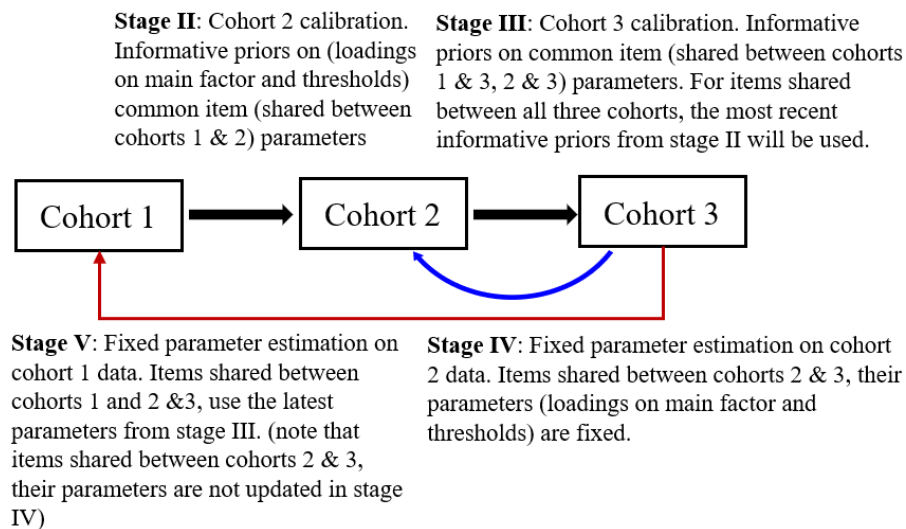 Stage II: Cohort 2 calibration.
Informative priors on (loadings
on main factor and thresholds)
common item (shared between
cohorts 1 & 2) parameters
Stage III: Cohort 3 calibration. Informative
priors on common item (shared between cohorts
1 & 3, 2 & 3) parameters. For items shared
between all three cohorts, the most recent
informative priors from stage II will be used.
Cohort 1
Cohort 2
Cohort 3
Stage V: Fixed parameter estimation on
cohort 1 data. Items shared between
cohorts 1 and 2 &3, use the latest
parameters from stage III. (note that
items shared between cohorts 2 & 3,
their parameters are not updated in stage
IV)
Stage IV: Fixed parameter estimation on cohort
2 data. Items shared between cohorts 2 & 3, their
parameters (loadings on main factor and
thresholds) are fixed.